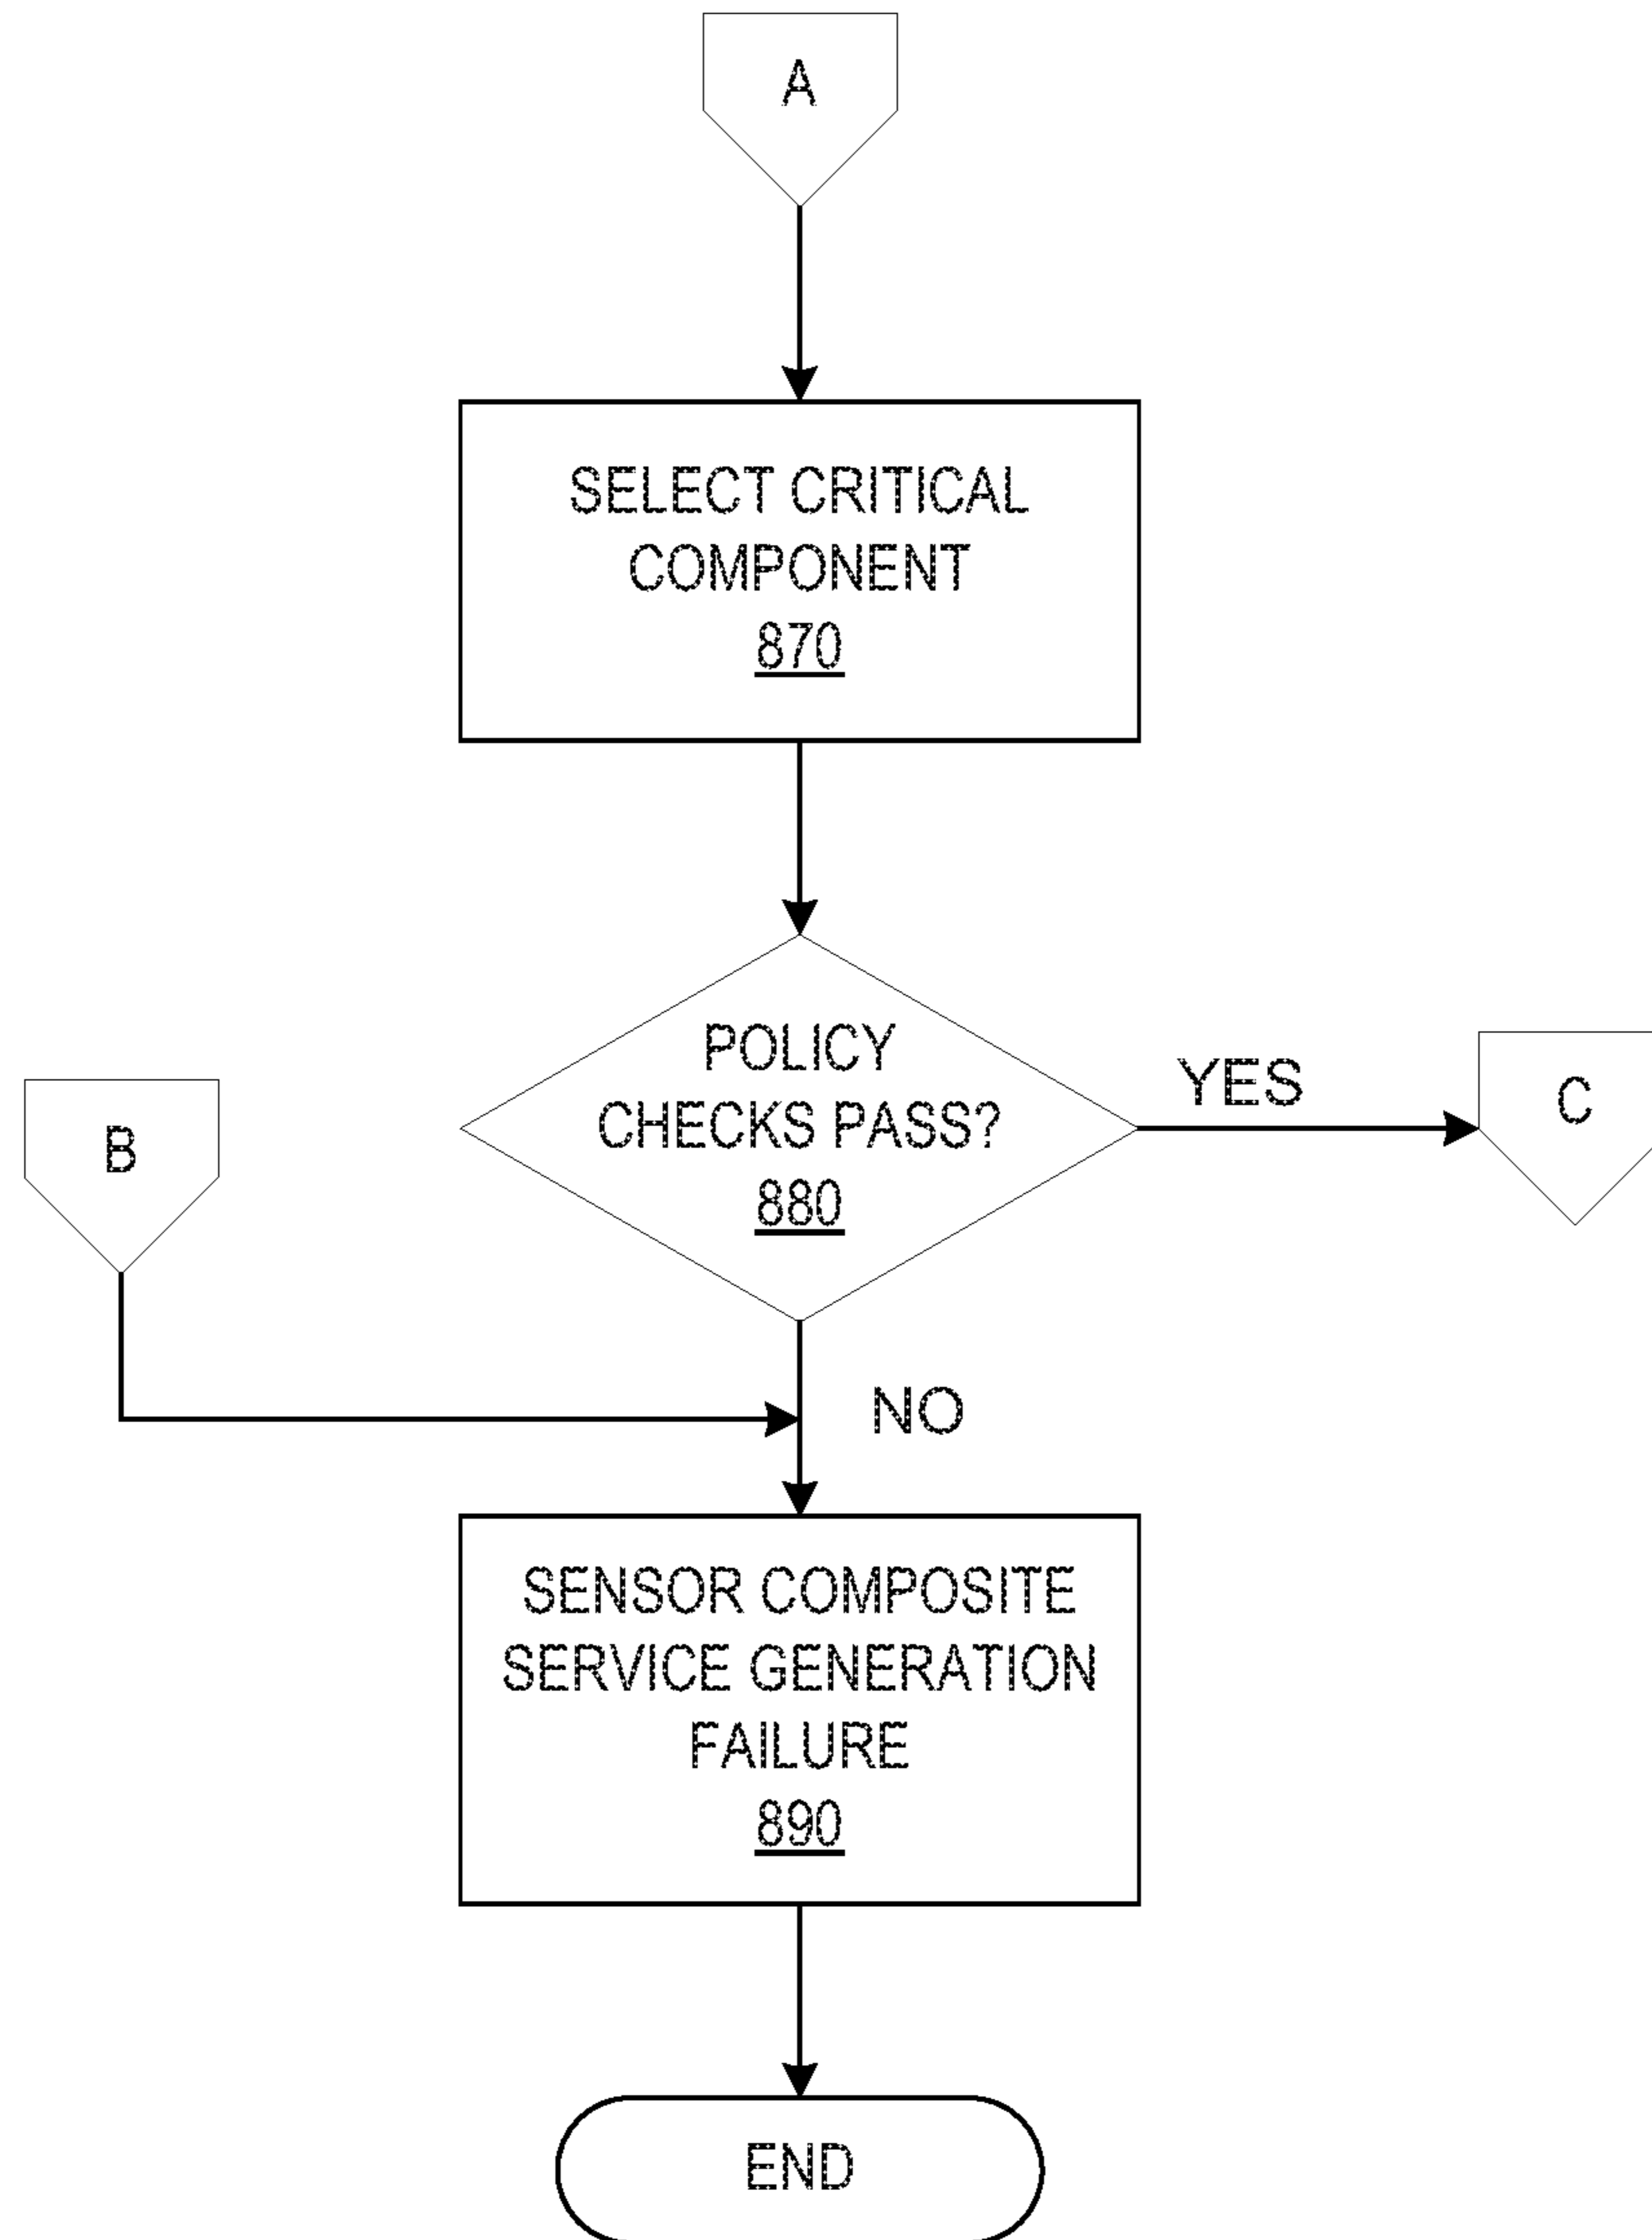 A
SELECT CRITICAL
COMPONENT
870
POLICY
CHECKS PASS?
880
YES
C
B
NO
SENSOR COMPOSITE
SERVICE GENERATION
FAILURE
890
END